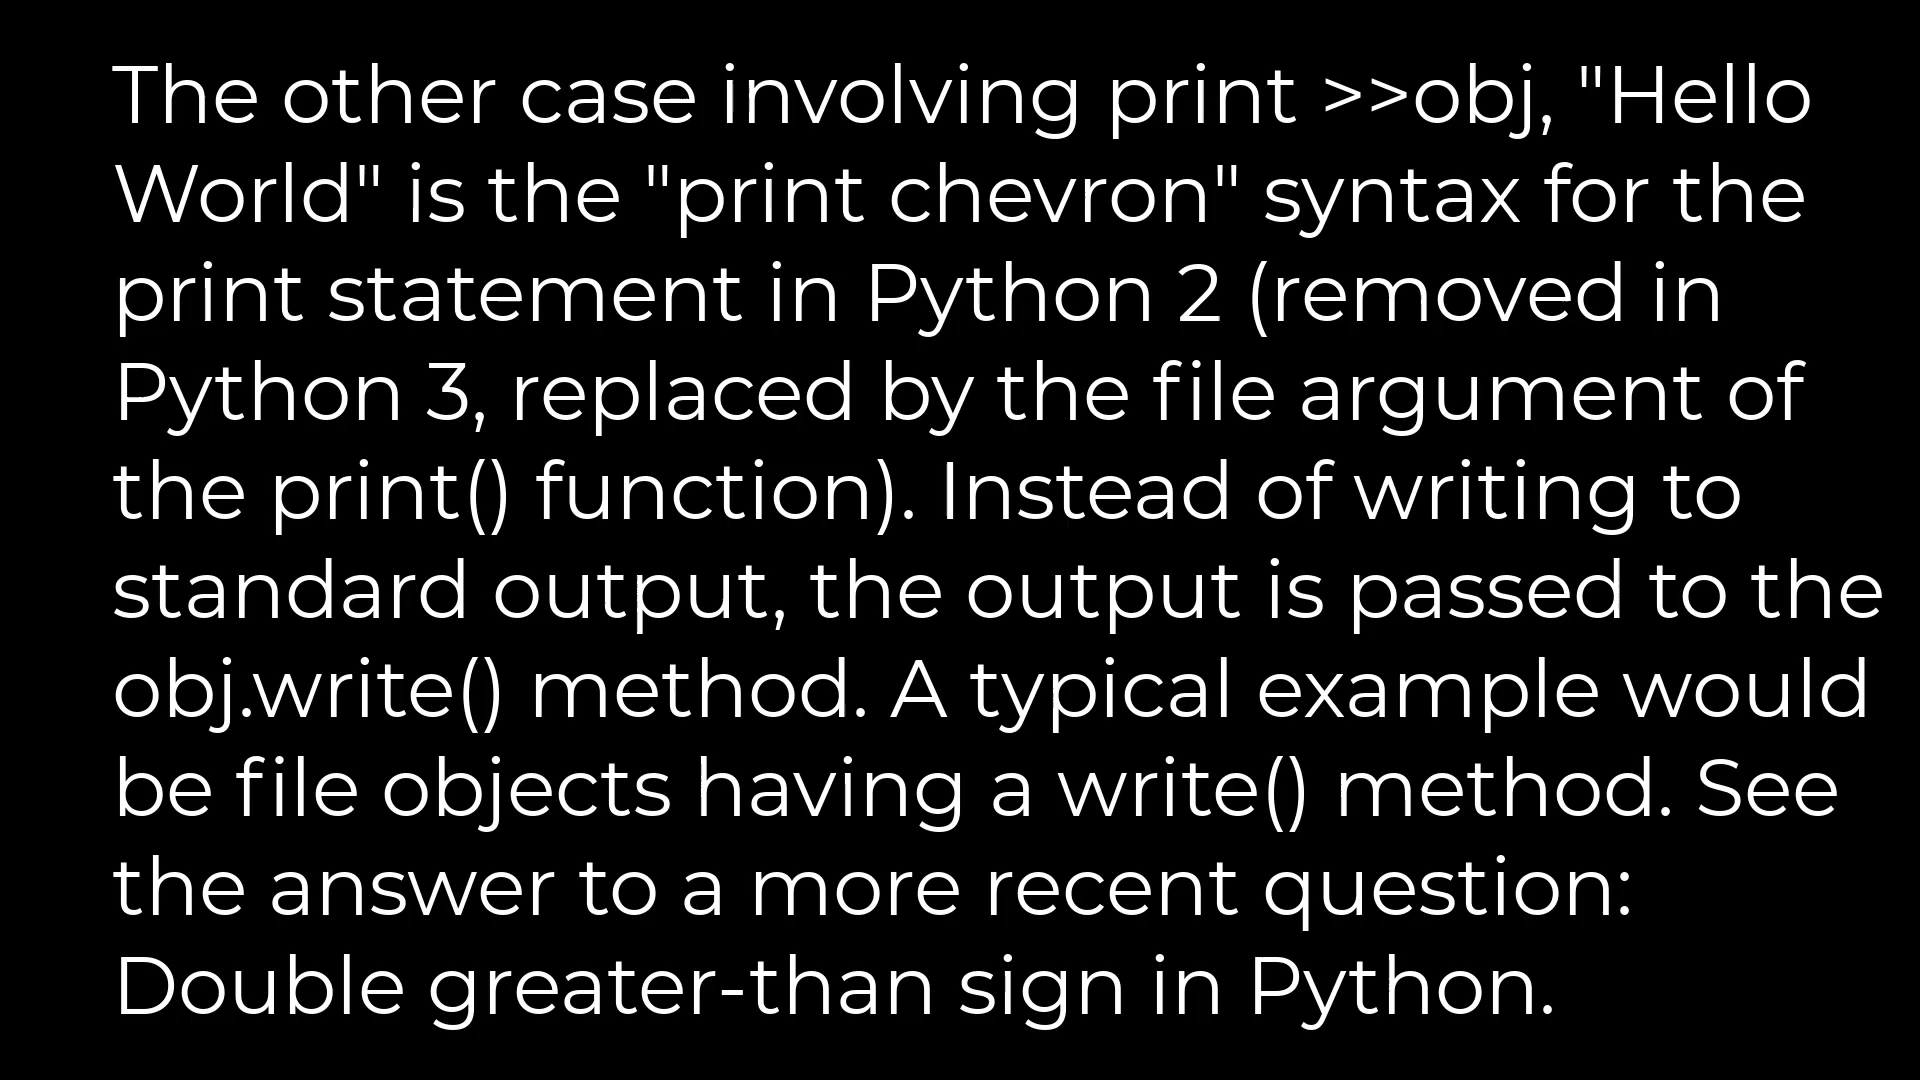 The other case involving print >>obj, "Hello
World" is the "print chevron" syntax for the
print statement in Python 2 (removed in
Python 3, replaced by the file argument of
the print() function). Instead of writing to
standard output, the output is passed to the
obj.write() method. A typical example would
be file objects having a write() method. See
the answer to a more recent question:
Double greater-than sign in Python.